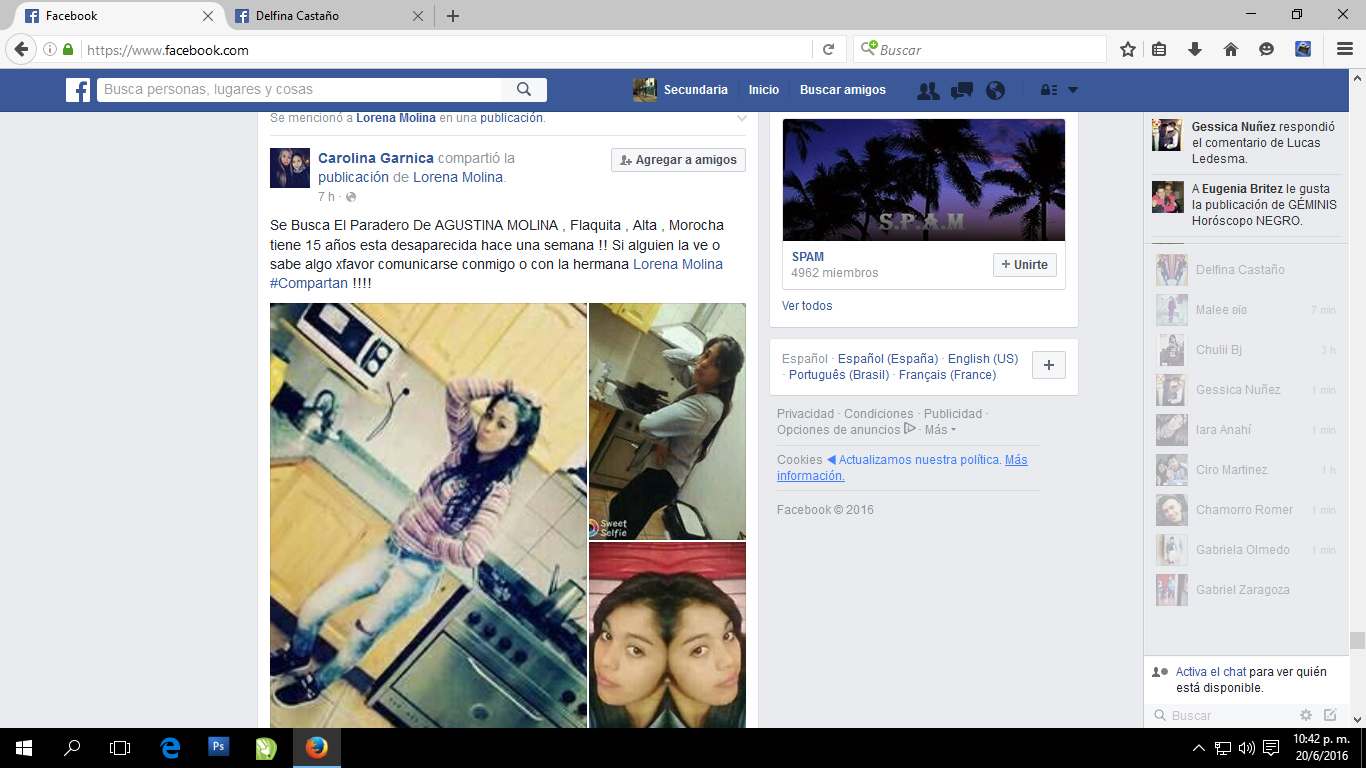 Facebook
Delfina Castaño
https://www.facebook.com
Buscar
Busca personas, lugares y cosas
Secundaria
Inicio
Buscar amigos
Se mencionó a Lorena Molina en una publicación.
Carolina Garnica compartió la
publicación de Lorena Molina.
7 h ·
Agregar a amigos
Se Busca El Paradero De AGUSTINA MOLINA , Flaquita , Alta , Morocha
tiene 15 años esta desaparecida hace una semana !! Si alguien la ve o
sabe algo xfavor comunicarse conmigo o con la hermana Lorena Molina
#Compartan !!!!
Sweet
Selfie
S.P.A.M
SPAM
4962 miembros
Unirte
Ver todos
Español · Español (España) · English (US)
· Português (Brasil) · Français (France)
Privacidad · Condiciones · Publicidad ·
Opciones de anuncios · Más
Cookies Actualizamos nuestra política. Más
información.
Facebook © 2016
Gessica Nuñez respondió
el comentario de Lucas
Ledesma.
A Eugenia Britez le gusta
la publicación de GÉMINIS
Horóscopo NEGRO.
Delfina Castaño
Malee
7 min
Chulii Bj
3 h
Gessica Nuñez
1 min
Iara Anahí
1 min
Ciro Martinez
1 h
Chamorro Romer
1 min
Gabriela Olmedo
1 min
Gabriel Zaragoza
Activa el chat para ver quién
está disponible.
Buscar
Ps
10:42 p. m.
20/6/2016